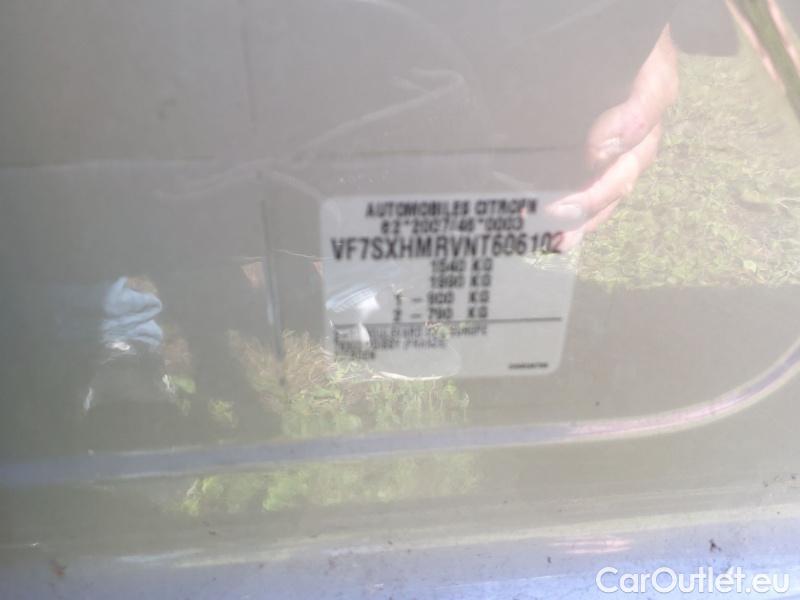 AUTOMOBILES CITROËN
e2*2007/46*0003
VF7SXHMRVNT606102
1540 KG
1990 KG
1 - 900 KG
2 - 790 KG
CarOutlet.eu